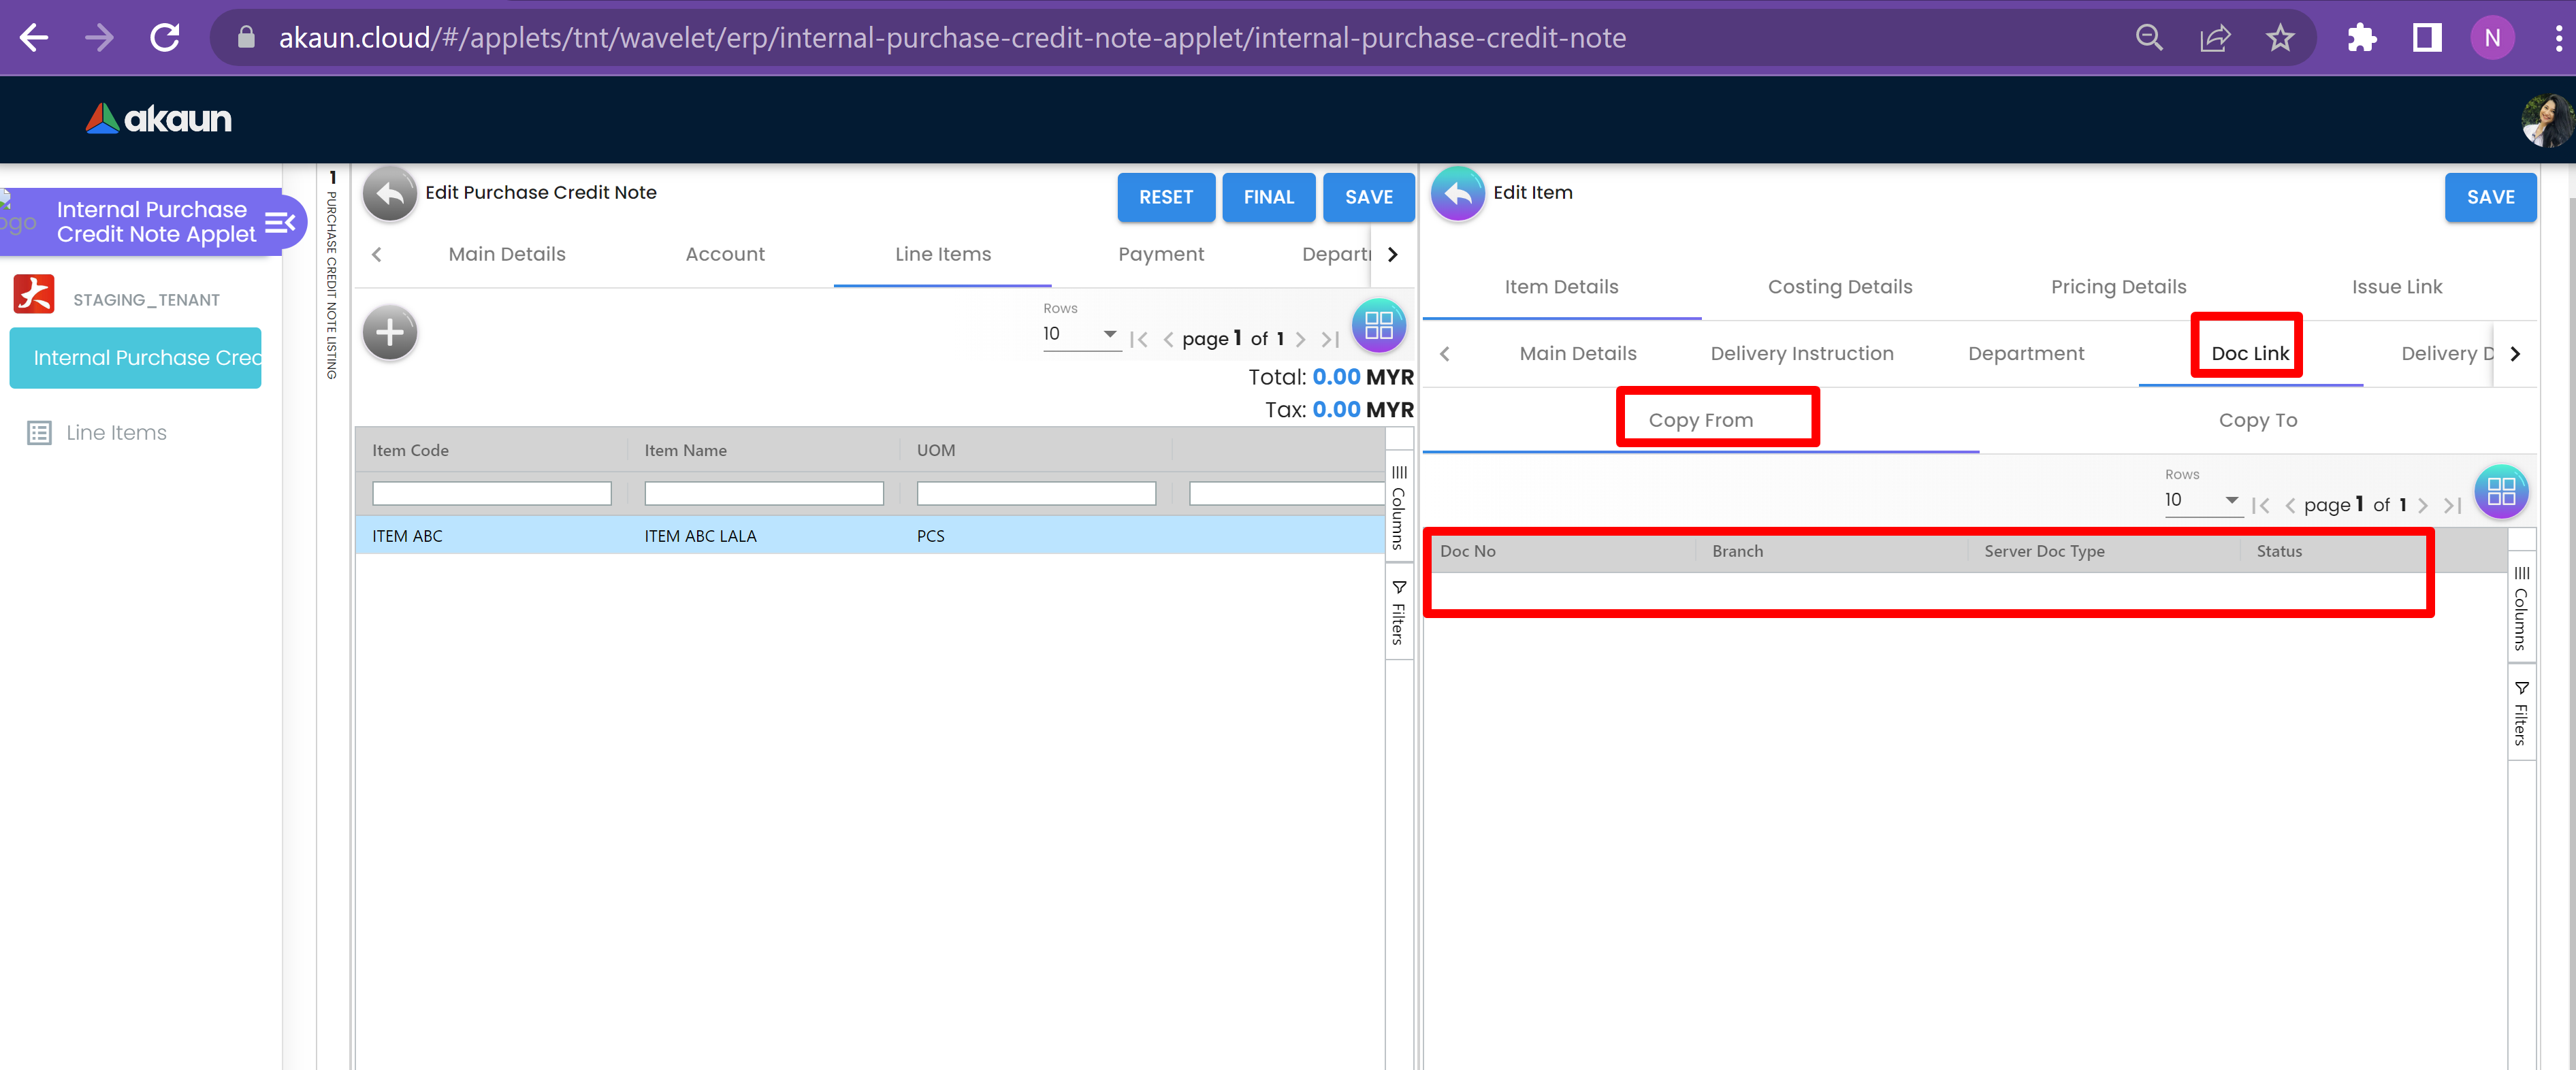 akaun.cloud/#/applets/tnt/wavelet/erp/internal-purchase-credit-note-applet/internal-purchase-credit-note
N
akaun
ogo
Internal Purchase
Credit Note Applet
STAGING_TENANT
Internal Purchase Cred
Line Items
1 PURCHASE CREDIT NOTE LISTING
Edit Purchase Credit Note
RESET
FINAL
SAVE
Main Details
Account
Line Items
Payment
Departm
Rows
10
page 1 of 1
Total: 0.00 MYR
Tax: 0.00 MYR
Item Code
Item Name
UOM
ITEM ABC
ITEM ABC LALA
PCS
Columns
Filters
Edit Item
SAVE
Item Details
Costing Details
Pricing Details
Issue Link
Main Details
Delivery Instruction
Department
Doc Link
Delivery D
Copy From
Copy To
Rows
10
page 1 of 1
Doc No
Branch
Server Doc Type
Status
Columns
Filters